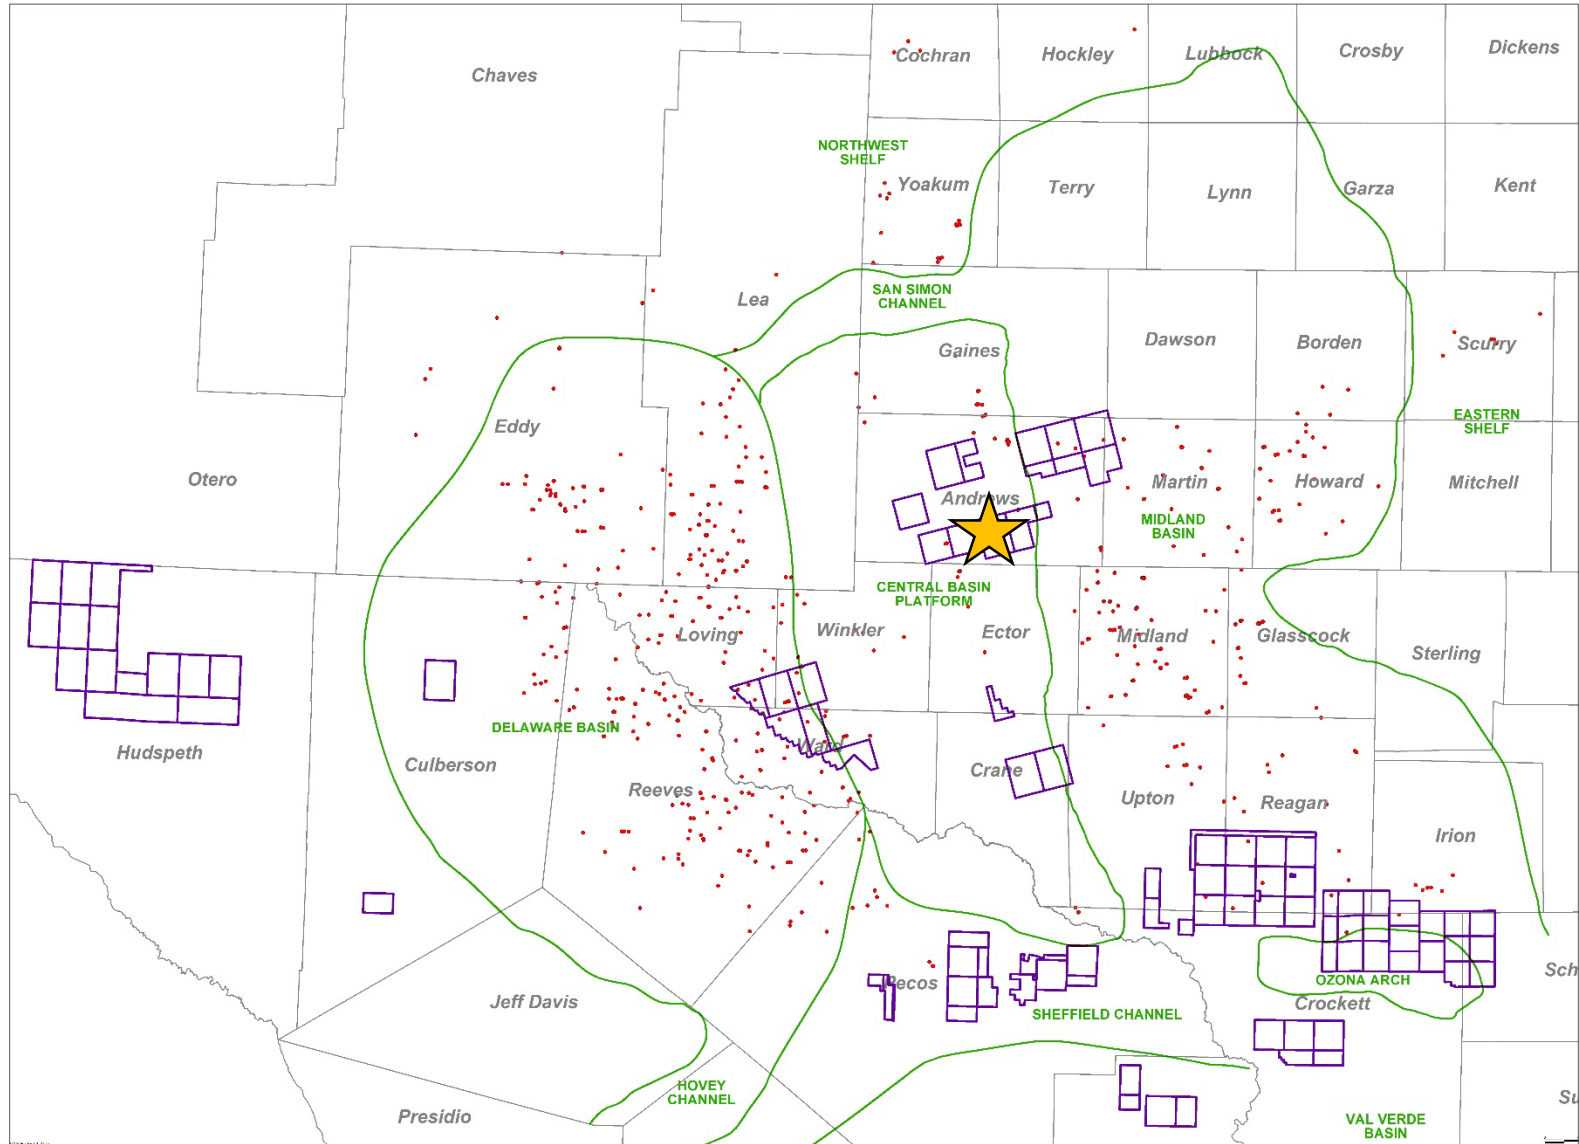 Cochran
Hockley
Lubbock
Crosby
Dickens
Chaves
NORTHWEST
SHELF
Yoakum
Terry
Lynn
Garza
Kent
Lea
SAN SIMON
CHANNEL
Gaines
Dawson
Borden
Scurry
EASTERN
SHELF
Eddy
Otero
Andrews
Martin
Howard
Mitchell
MIDLAND
BASIN
CENTRAL BASIN
PLATFORM
Loving
Winkler
Ector
Midland
Glasscock
Sterling
DELAWARE BASIN
Hudspeth
Culberson
Ward
Crane
Reeves
Upton
Reagan
Irion
Pecos
OZONA ARCH
Sch
Jeff Davis
SHEFFIELD CHANNEL
Crockett
HOVEY
CHANNEL
Presidio
Su
VAL VERDE
BASIN